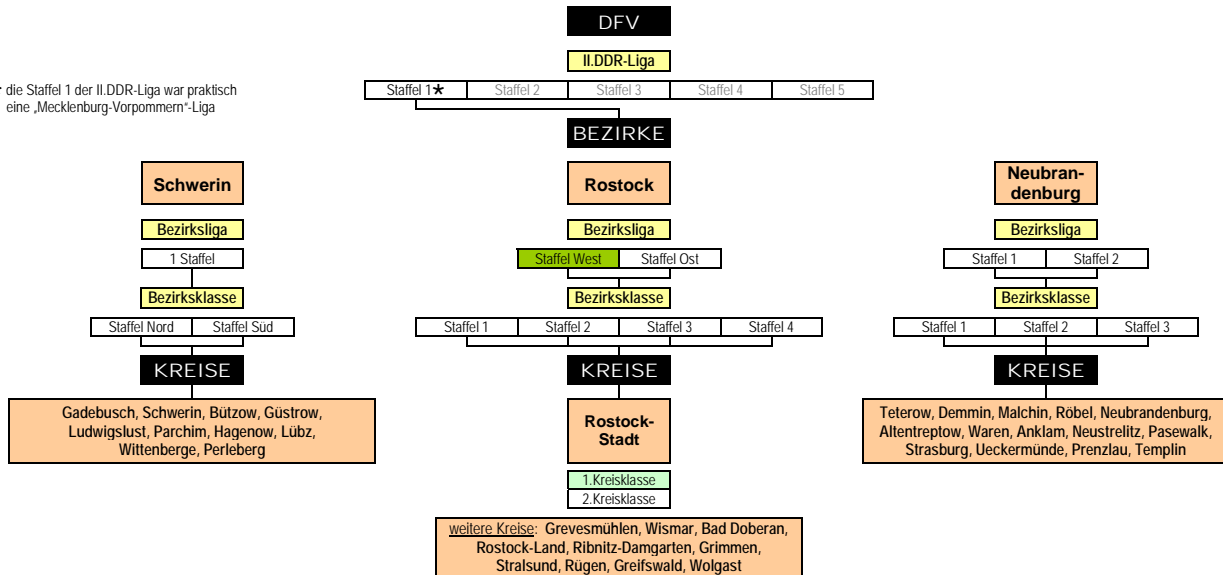 DFV
II.DDR-Liga
* die Staffel 1 der II.DDR-Liga war praktisch
eine „Mecklenburg-Vorpommern“-Liga
Staffel 1* Staffel 2 Staffel 3 Staffel 4 Staffel 5
BEZIRKE
Schwerin
Bezirksliga
1 Staffel
Bezirksklasse
Staffel Nord Staffel Süd
KREISE
Gadebusch, Schwerin, Bützow, Güstrow,
Ludwigslust, Parchim, Hagenow, Lübz,
Wittenberge, Perleberg
Rostock
Bezirksliga
Staffel West Staffel Ost
Bezirksklasse
Staffel 1 Staffel 2 Staffel 3 Staffel 4
KREISE
Rostock-
Stadt
1.Kreisklasse
2.Kreisklasse
weitere Kreise: Grevesmühlen, Wismar, Bad Doberan,
Rostock-Land, Ribnitz-Damgarten, Grimmen,
Stralsund, Rügen, Greifswald, Wolgast
Neubran-
denburg
Bezirksliga
Staffel 1 Staffel 2
Bezirksklasse
Staffel 1 Staffel 2 Staffel 3
KREISE
Teterow, Demmin, Malchin, Röbel, Neubrandenburg,
Altentreptow, Waren, Anklam, Neustrelitz, Pasewalk,
Strasburg, Ueckermünde, Prenzlau, Templin